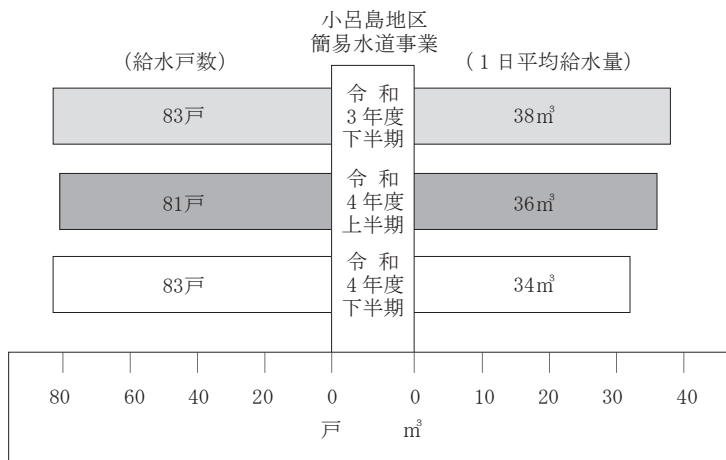 小呂島地区
簡易水道事業
（給水戸数）
（１日平均給水量）
83戸
令 和
３年度
下半期
38㎥
81戸
令 和
４年度
上半期
36㎥
83戸
令 和
４年度
下半期
34㎥
80 60 40 20 0 0 10 20 30 40
戸 ㎥